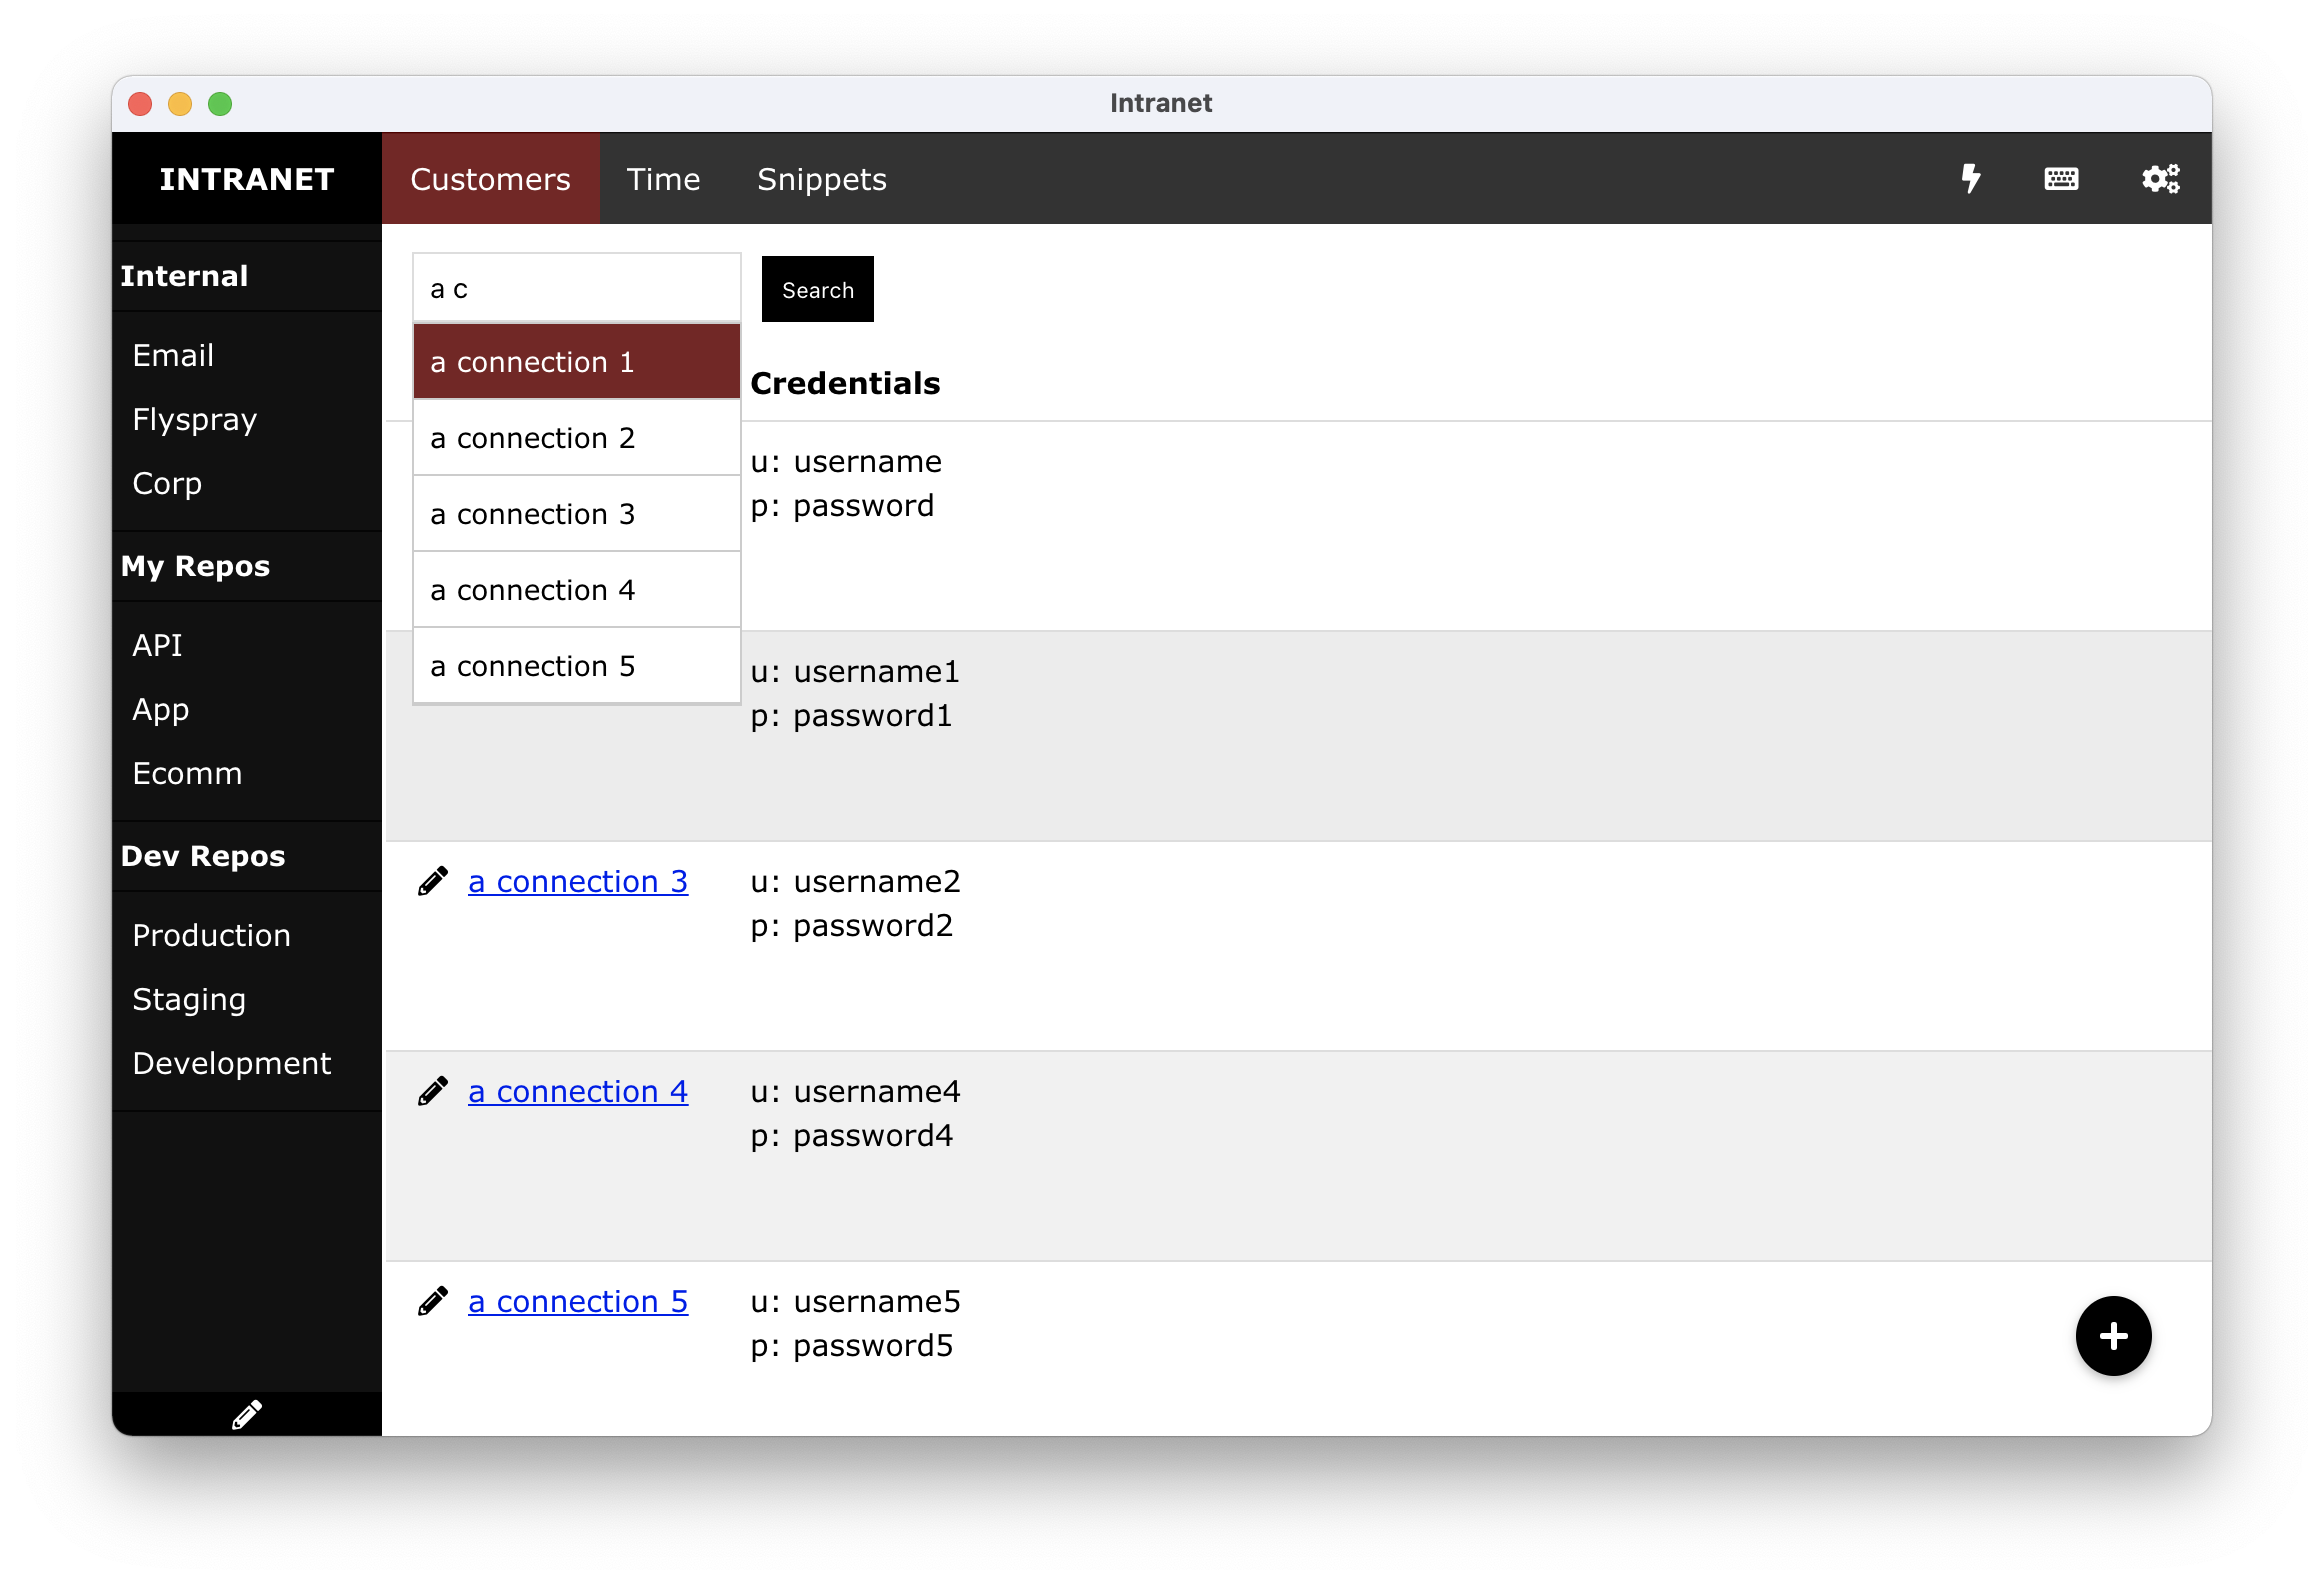 Intranet
INTRANET
Customers
Time
Snippets
Internal
Email
Flyspray
Corp
My Repos
API
App
Ecomm
Dev Repos
Production
Staging
Development
a c
Search
a connection 1
a connection 2
a connection 3
a connection 4
a connection 5
Credentials
u: username
p: password
u: username1
p: password1
a connection 3
u: username2
p: password2
a connection 4
u: username4
p: password4
a connection 5
u: username5
p: password5